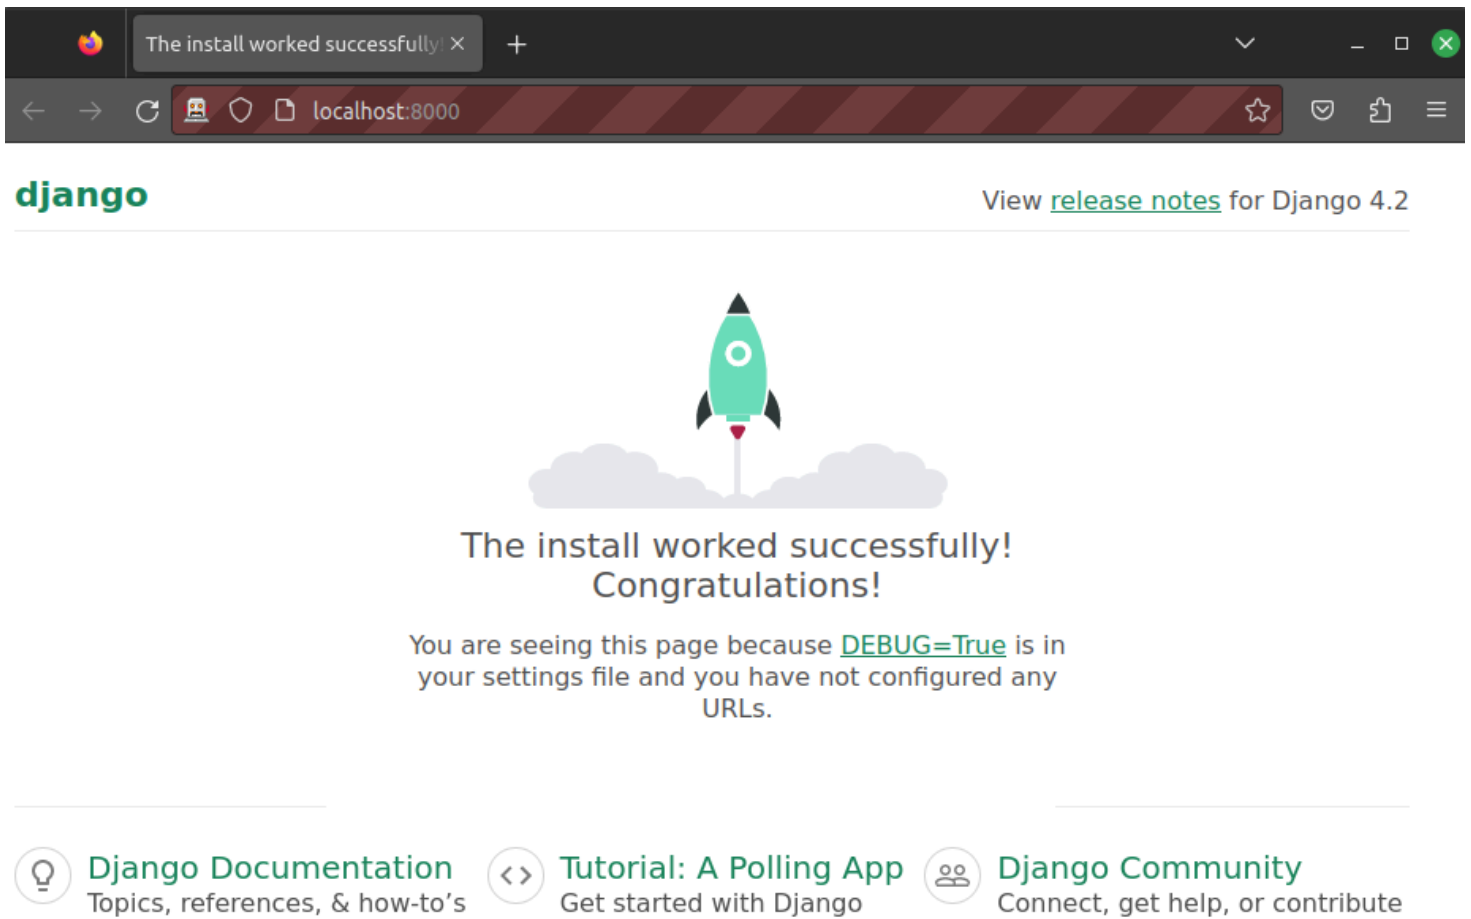 The install worked successfully!
localhost:8000
django
View release notes for Django 4.2
The install worked successfully!
Congratulations!
You are seeing this page because DEBUG=True is in
your settings file and you have not configured any
URLs.
Django Documentation
Topics, references, & how-to's
Tutorial: A Polling App
Get started with Django
Django Community
Connect, get help, or contribute